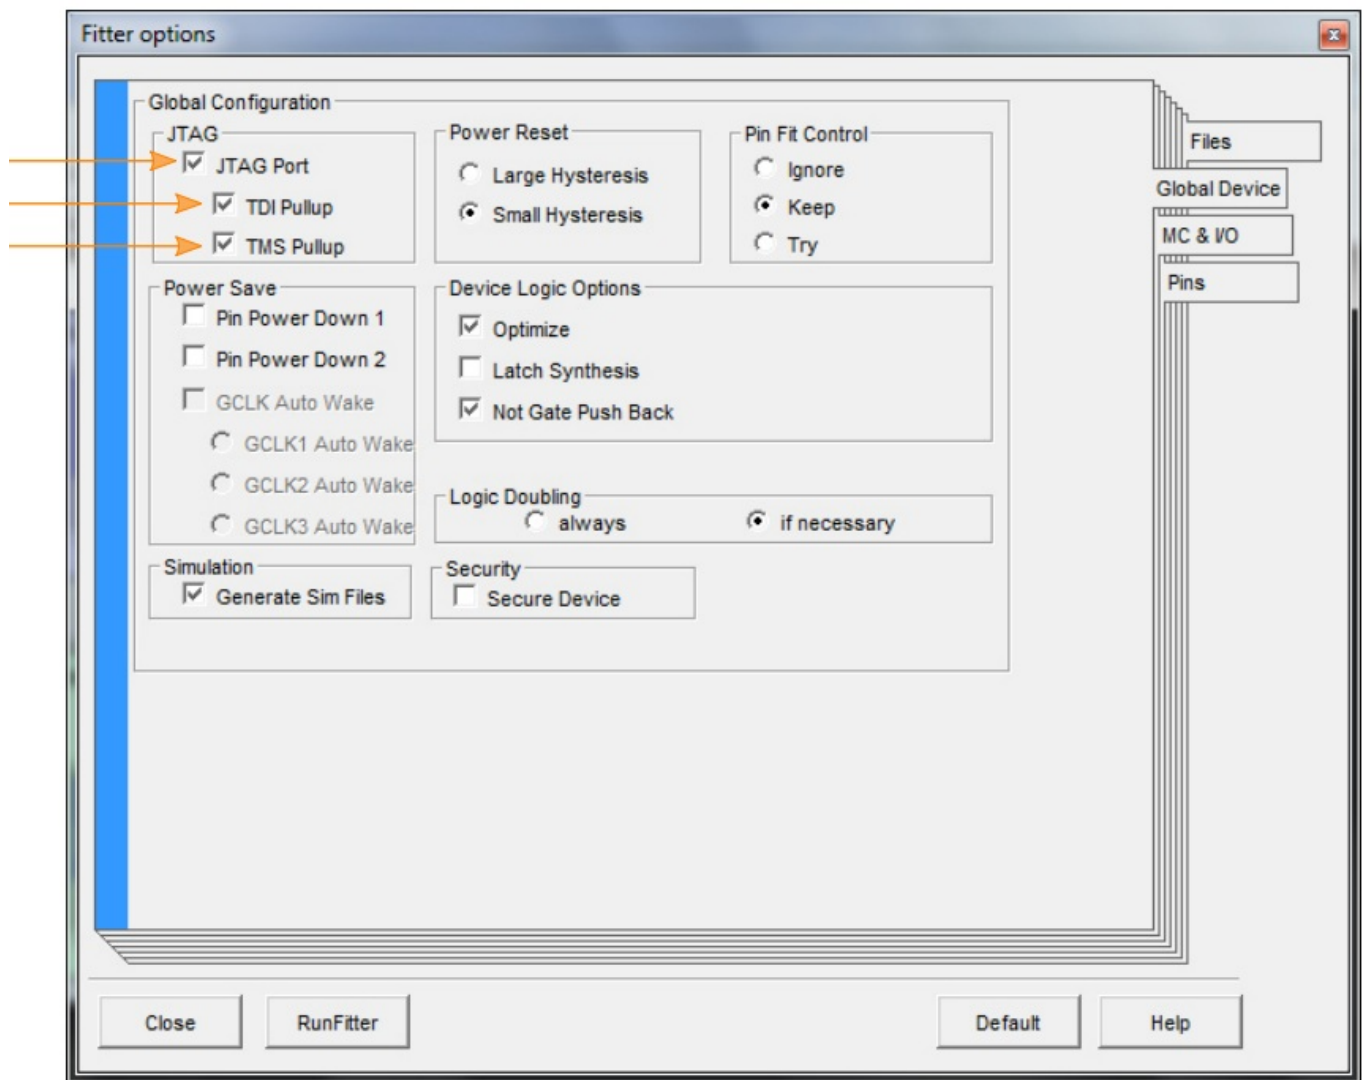 Fitter options
Global Configuration
JTAG
JTAG Port
TDI Pullup
TMS Pullup
Power Reset
Large Hysteresis
Small Hysteresis
Pin Fit Control
Ignore
Keep
Try
Power Save
Pin Power Down 1
Pin Power Down 2
GCLK Auto Wake
GCLK1 Auto Wake
GCLK2 Auto Wake
GCLK3 Auto Wake
Device Logic Options
Optimize
Latch Synthesis
Not Gate Push Back
Logic Doubling
always
if necessary
Simulation
Generate Sim Files
Security
Secure Device
Files
Global Device
MC & I/O
Pins
Close
RunFitter
Default
Help